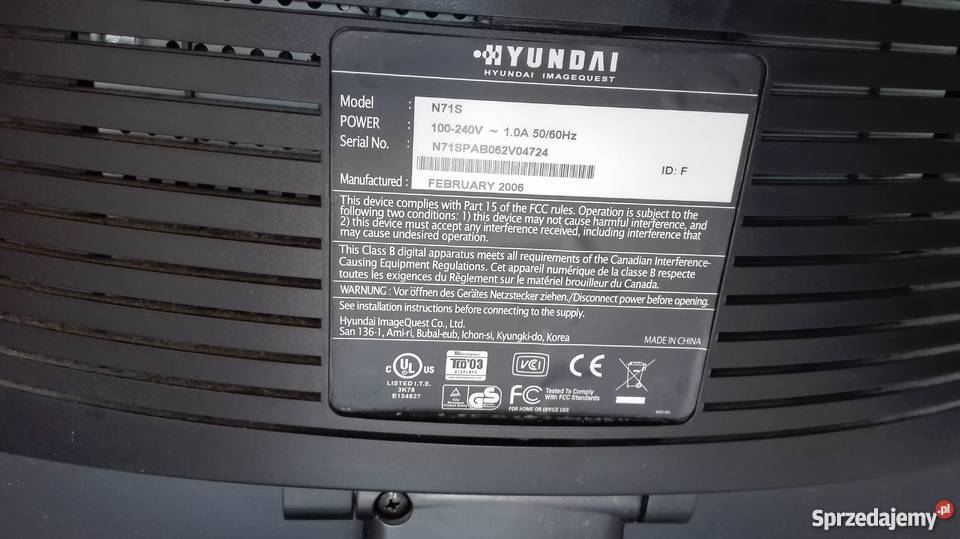 HYUNDAI
HYUNDAI IMAGEQUEST
Model : N71S
POWER : 100-240V ~ 1.0A 50/60Hz
Serial No. : N71SPAB062V04724
ID: F
Manufactured : FEBRUARY 2006
This device complies with Part 15 of the FCC rules. Operation is subject to the
following two conditions: 1) this device may not cause harmful interference, and
2) this device must accept any interference received, including interference that
may cause undesired operation.
This Class B digital apparatus meets all requirements of the Canadian Interference-
Causing Equipment Regulations. Cet appareil numérique de la classe B respecte
toutes les exigences du Règlement sur le matériel brouilleur du Canada.
WARNING : Vor öffnen des Gerätes Netzstecker ziehen./Disconnect power before opening.
See installation instructions before connecting to the supply.
Hyundai ImageQuest Co., Ltd.
San 136-1, Ami-ri, Bubal-eub, Ichon-si, Kyungki-do, Korea
MADE IN CHINA
C UL US
LISTED I.T.E.
3K78
E134827
TCO'03
DISPLAYS
VCI
CE
GS
FC Tested To Comply
With FCC Standards
FOR HOME OR OFFICE USE
Sprzedajemy.pl